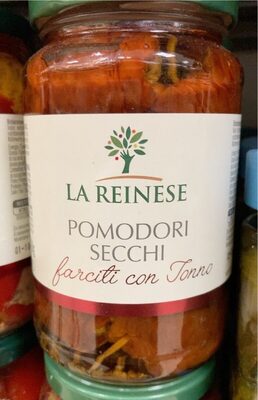 LA REINESE
POMODORI
SECCHI
farciti con Tonno